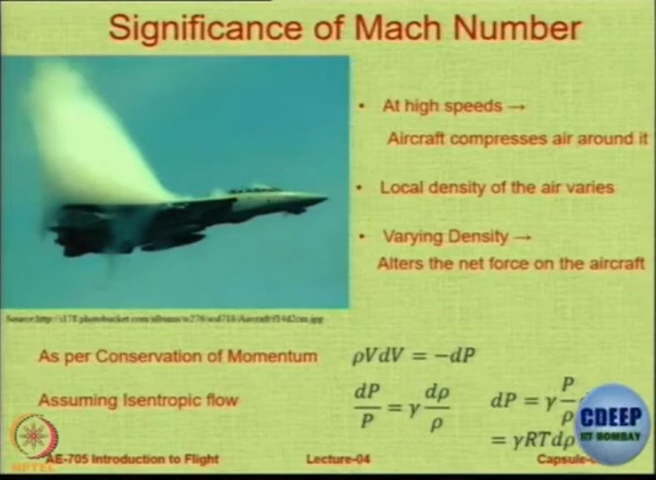 Significance of Mach Number
• At high speeds →
Aircraft compresses air around it
• Local density of the air varies
• Varying Density →
Alters the net force on the aircraft
As per Conservation of Momentum ρVdV = −dP
Assuming Isentropic flow dP/P = γ dρ/ρ dP = γ P/ρ
= γRTdρ
CDEEP
IIT BOMBAY
NPTEL
AE-705 Introduction to Flight Lecture-04